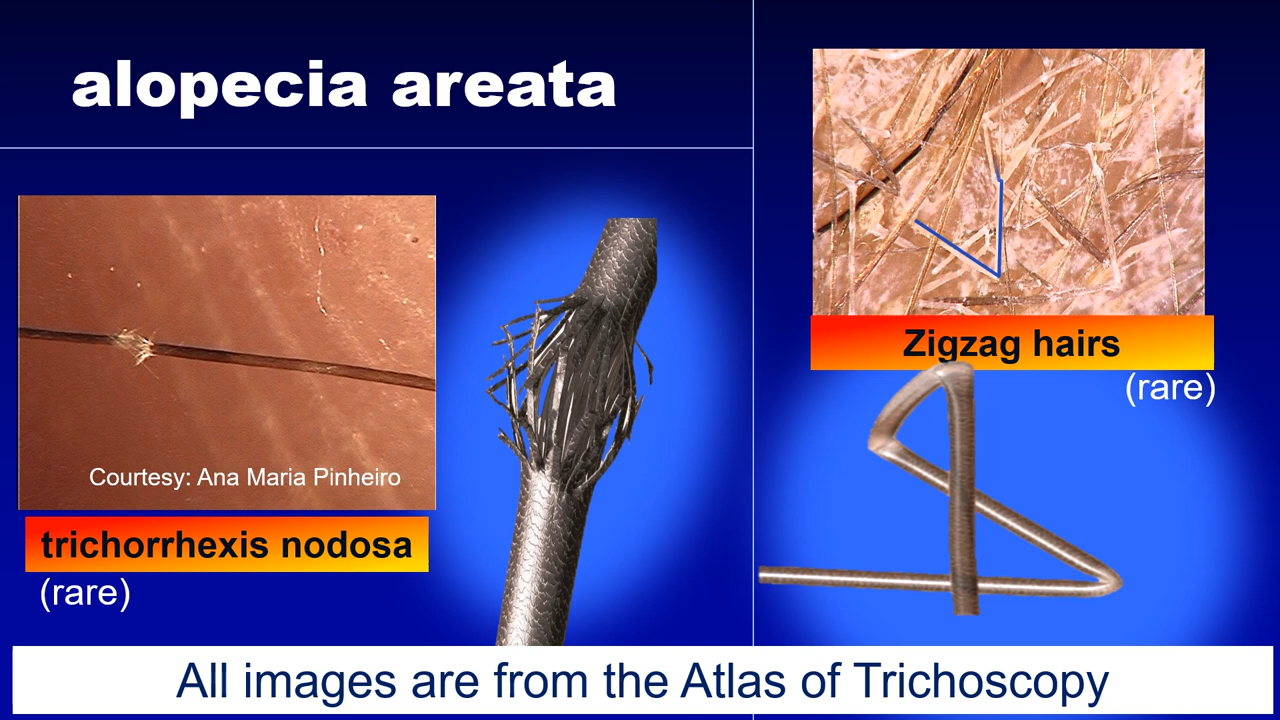 alopecia areata
Courtesy: Ana Maria Pinheiro
trichorrhexis nodosa
(rare)
Zigzag hairs
(rare)
All images are from the Atlas of Trichoscopy